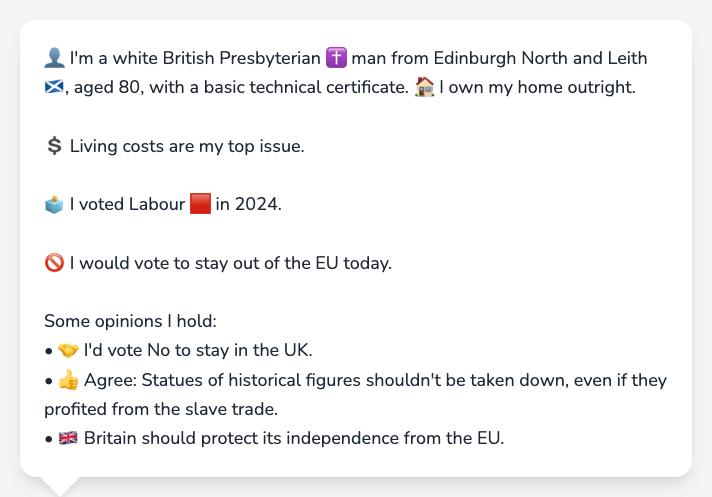 👤 I'm a white British Presbyterian ✝️ man from Edinburgh North and Leith
🏴󠁧󠁢󠁳󠁣󠁴󠁿, aged 80, with a basic technical certificate. 🏠 I own my home outright.
💲 Living costs are my top issue.
🗳️ I voted Labour 🟥 in 2024.
🚫 I would vote to stay out of the EU today.
Some opinions I hold:
• 🤝 I'd vote No to stay in the UK.
• 👍 Agree: Statues of historical figures shouldn't be taken down, even if they
profited from the slave trade.
• 🇬🇧 Britain should protect its independence from the EU.